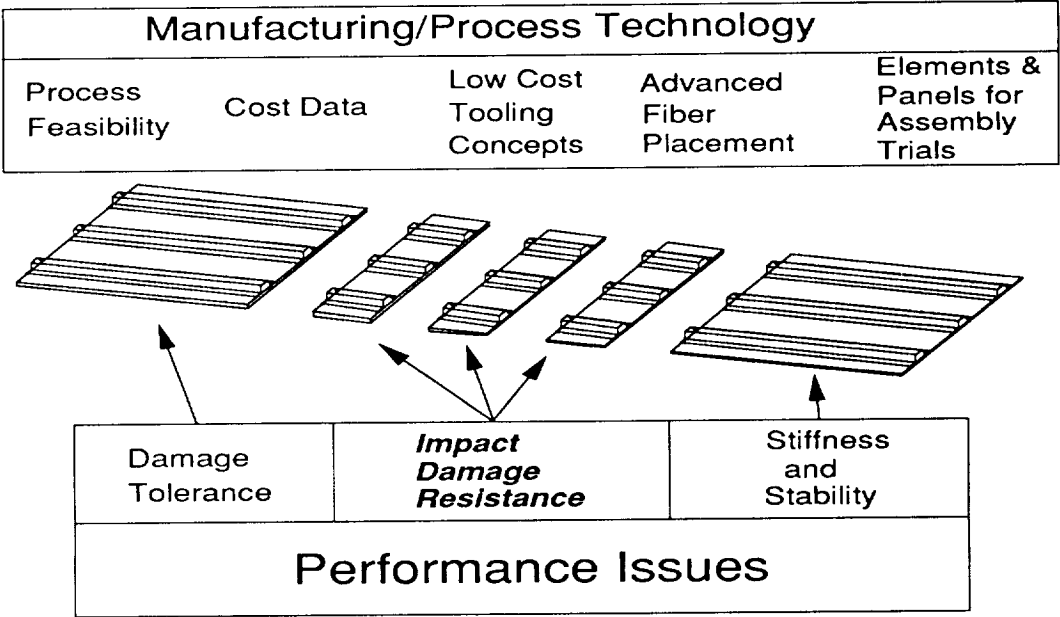 Manufacturing/Process Technology
Process
Feasibility
Cost Data
Low Cost
Tooling
Concepts
Advanced
Fiber
Placement
Elements &
Panels for
Assembly
Trials
Damage
Tolerance
Impact
Damage
Resistance
Stiffness
and
Stability
Performance Issues